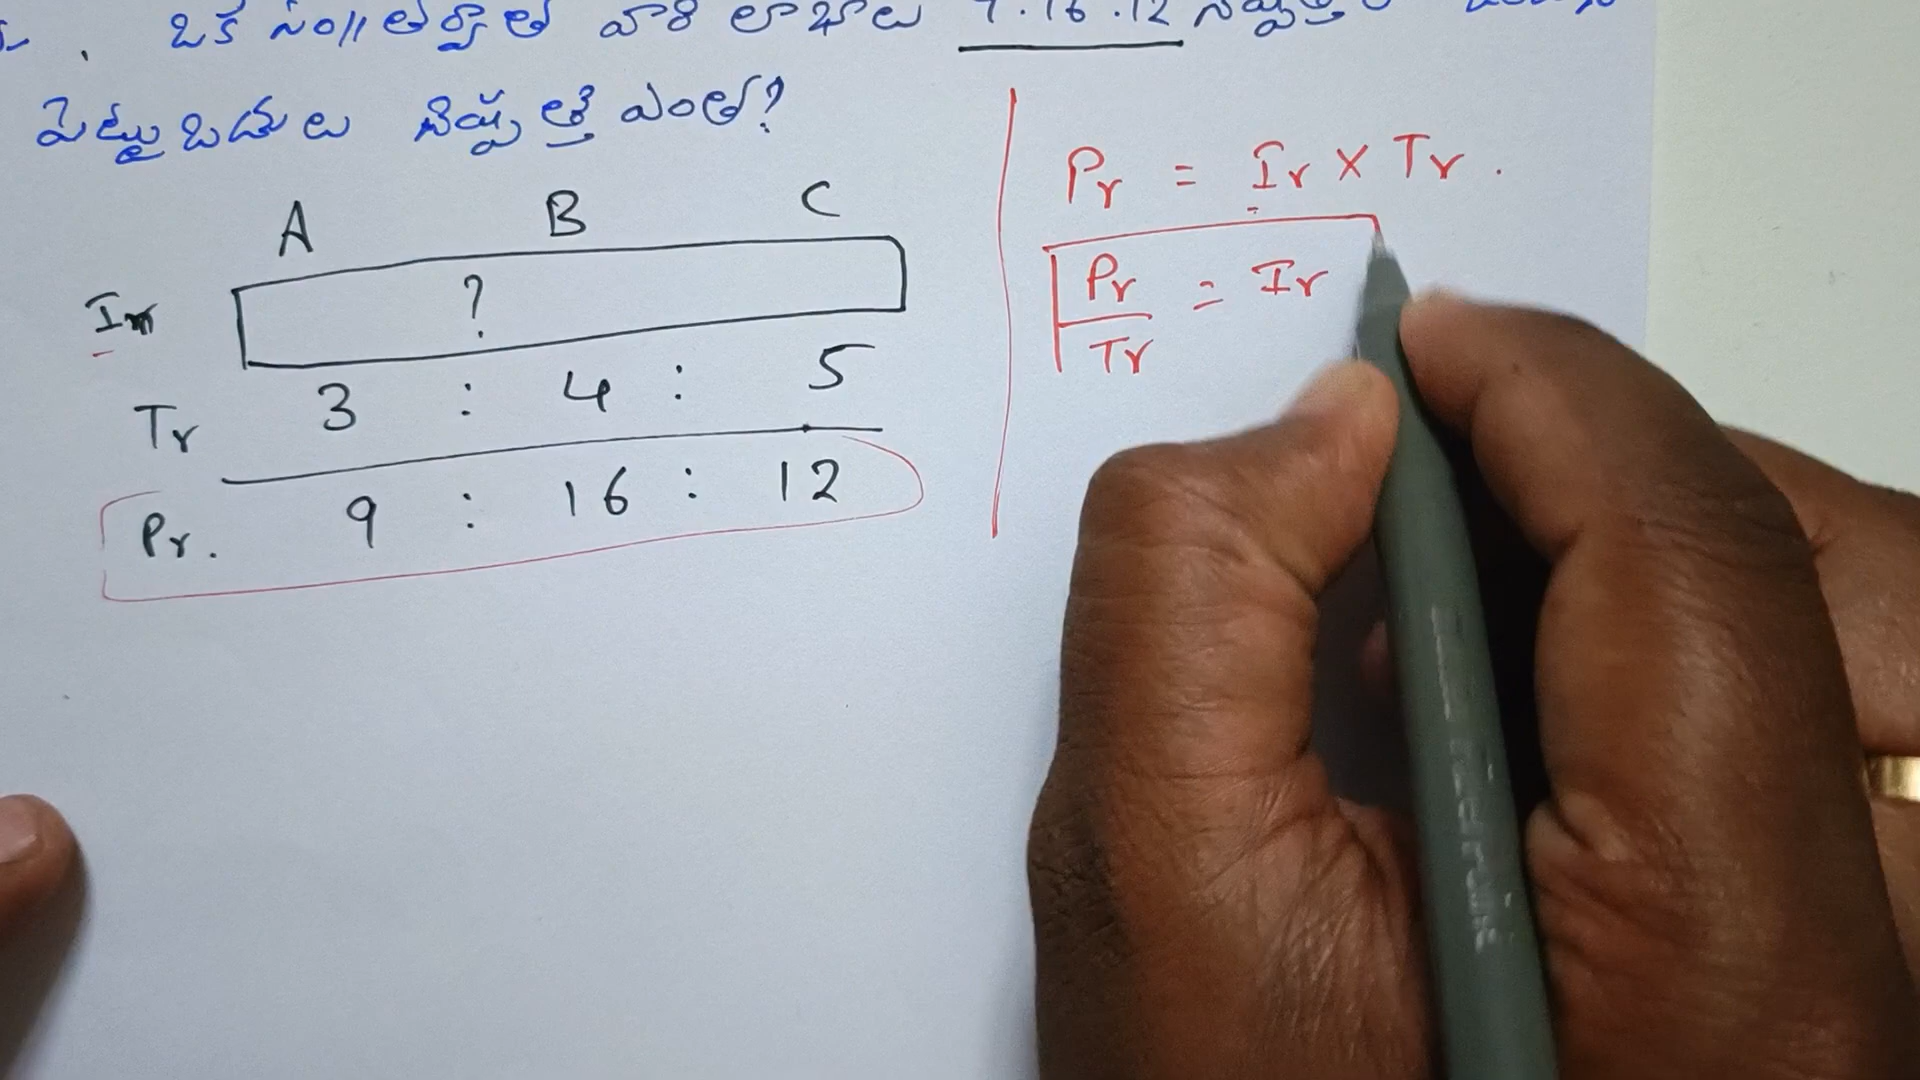 ఒక సం॥ తర్వాత వారి లాభాలు 9:16:12
పెట్టుబడులు నిష్పత్తి ఎంత?
A B C
Ir ?
Tr 3 : 4 : 5
Pr. 9 : 16 : 12
Pr = Ir × Tr .
Pr/Tr = Ir